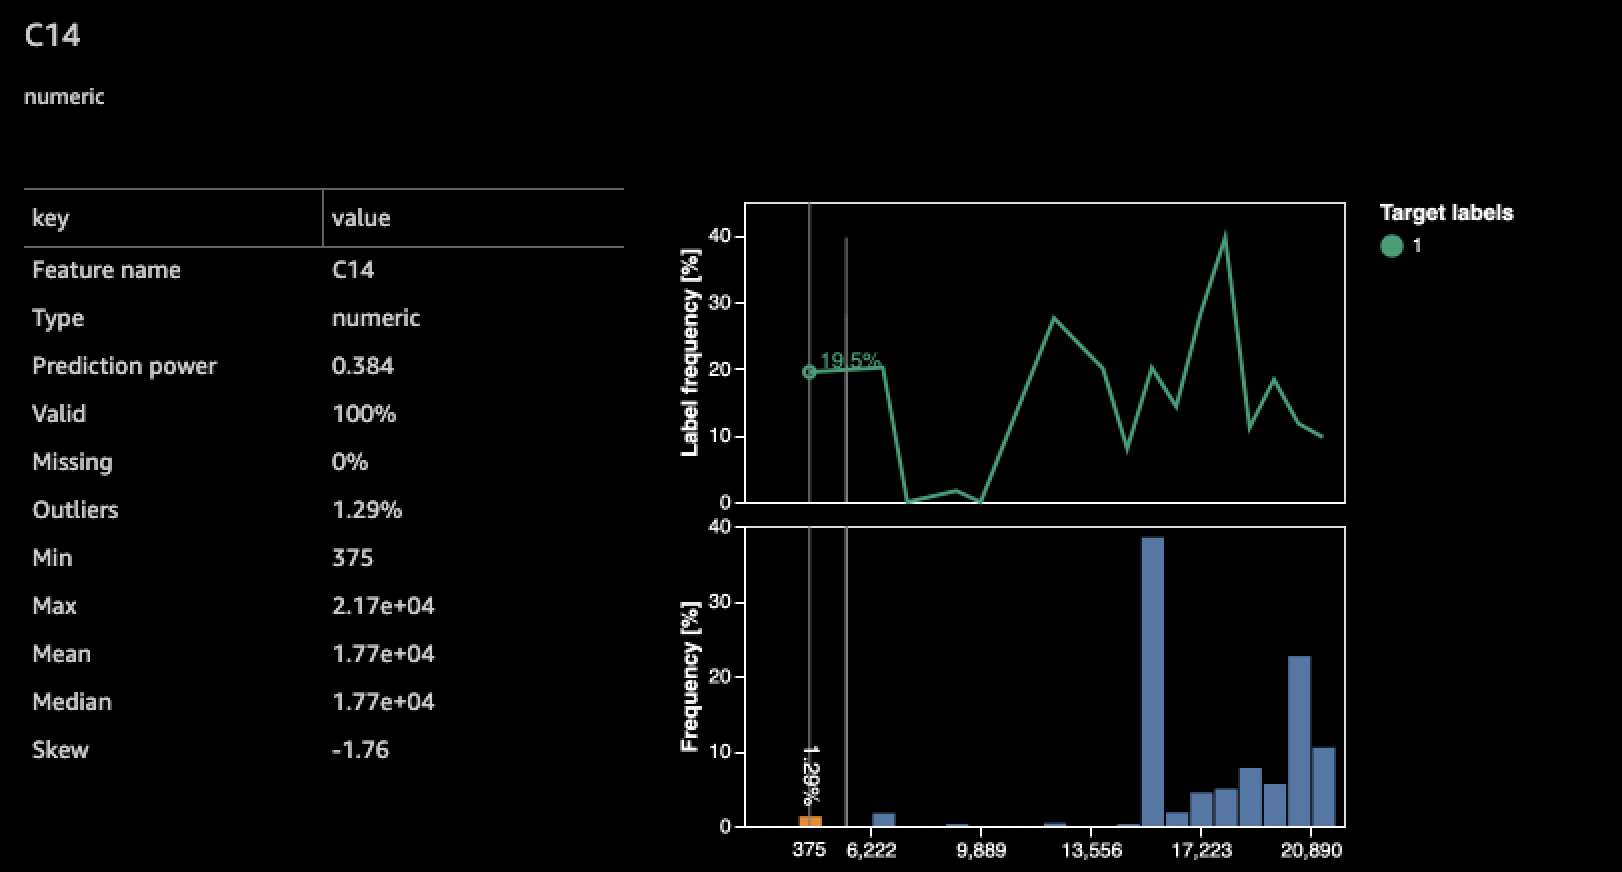 C14
numeric
key value
Feature name C14
Type numeric
Prediction power 0.384
Valid 100%
Missing 0%
Outliers 1.29%
Min 375
Max 2.17e+04
Mean 1.77e+04
Median 1.77e+04
Skew -1.76
Label frequency [%]
40
30
20
10
0
19.5%
Target labels
1
Frequency [%]
40
30
20
10
0
1.29%
375 6,222 9,889 13,556 17,223 20,890